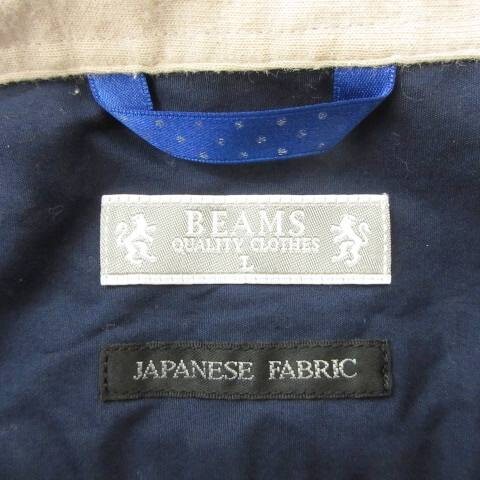 BEAMS
QUALITY CLOTHES
L
JAPANESE FABRIC